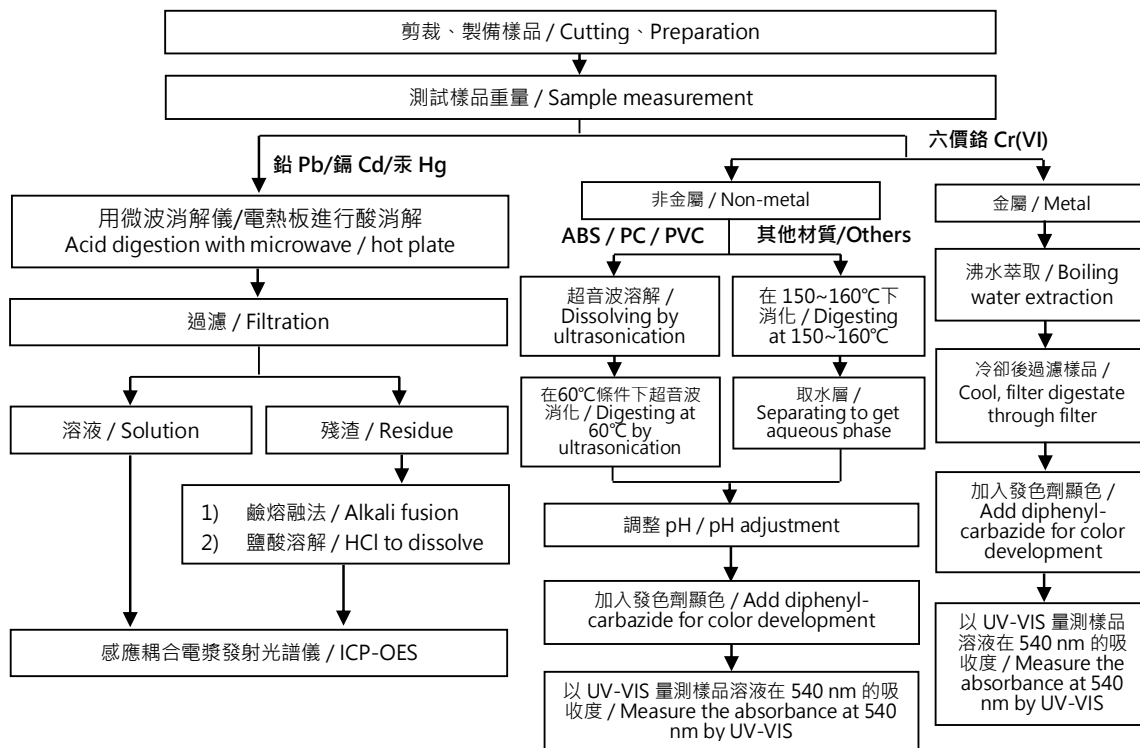 剪裁、製備樣品 / Cutting、Preparation
測試樣品重量 / Sample measurement
鉛 Pb/鎘 Cd/汞 Hg
六價鉻 Cr(VI)
用微波消解儀/電熱板進行酸消解
Acid digestion with microwave / hot plate
過濾 / Filtration
溶液 / Solution
殘渣 / Residue
1) 鹼熔融法 / Alkali fusion
2) 鹽酸溶解 / HCl to dissolve
感應耦合電漿發射光譜儀 / ICP-OES
非金屬 / Non-metal
ABS / PC / PVC
其他材質/Others
超音波溶解 /
Dissolving by
ultrasonication
在60℃條件下超音波
消化 / Digesting at
60℃ by
ultrasonication
在 150~160℃下
消化 / Digesting
at 150~160℃
取水層 /
Separating to get
aqueous phase
調整 pH / pH adjustment
加入發色劑顯色 / Add diphenyl-
carbazide for color development
以 UV-VIS 量測樣品溶液在 540 nm 的吸
收度 / Measure the absorbance at 540
nm by UV-VIS
金屬 / Metal
沸水萃取 / Boiling
water extraction
冷卻後過濾樣品 /
Cool, filter digestate
through filter
加入發色劑顯色 /
Add diphenyl-
carbazide for color
development
以 UV-VIS 量測樣品
溶液在 540 nm 的吸
收度 / Measure the
absorbance at 540
nm by UV-VIS